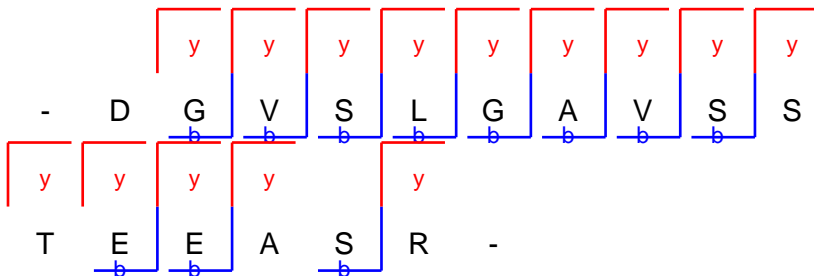 y y y y y y y y y
- D G V S L G A V S S
b b b b b b b b
y y y y y
T E E A S R -
b b b